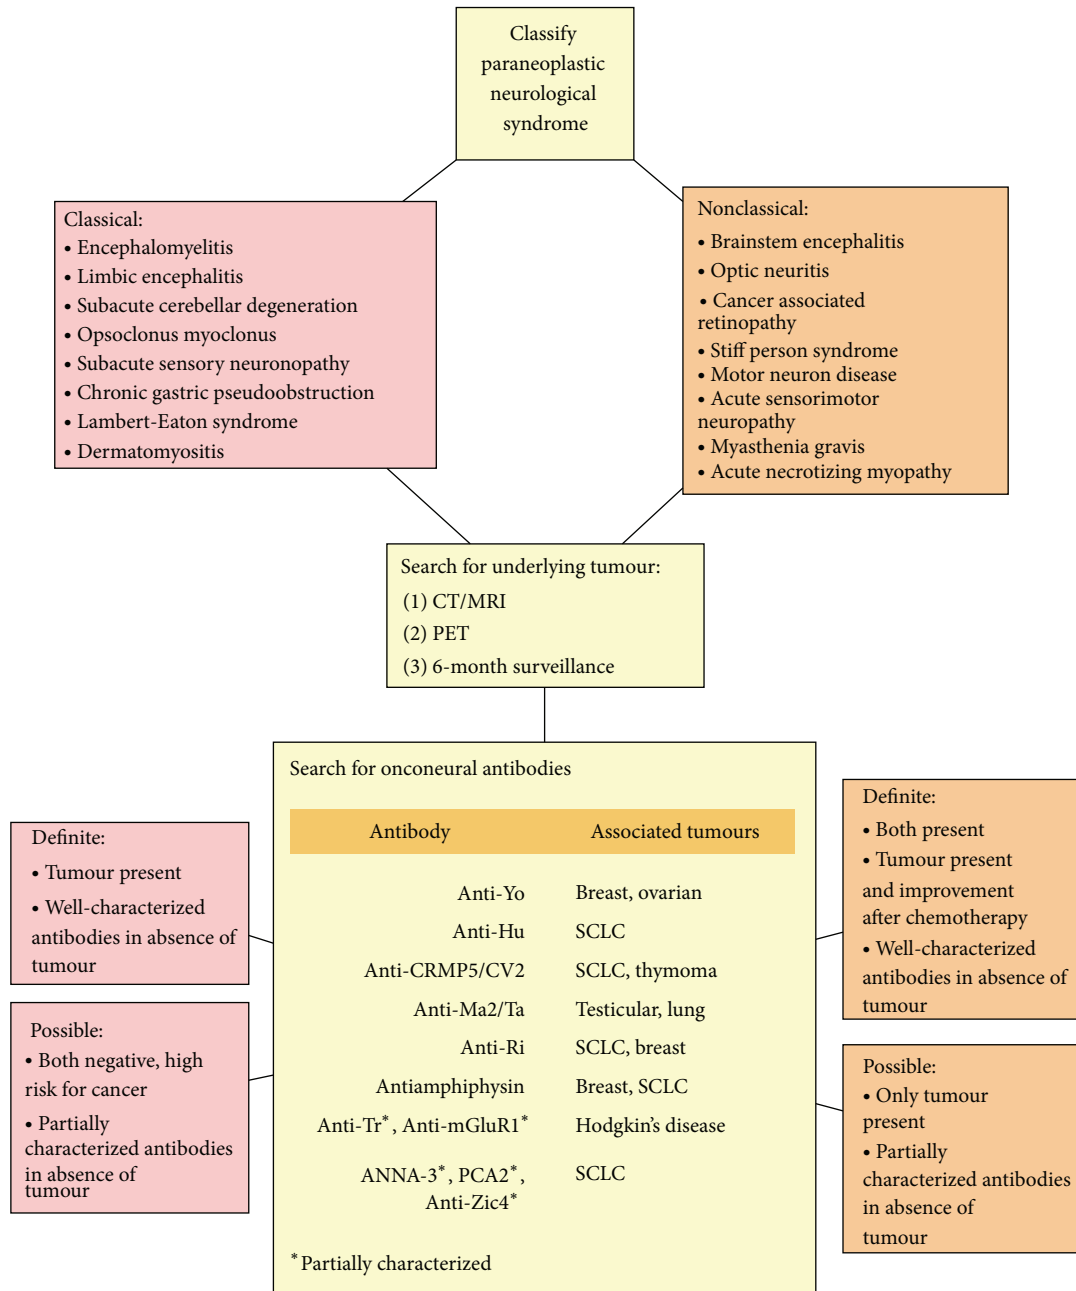 Classify
paraneoplastic
neurological
syndrome
Classical:
• Encephalomyelitis
• Limbic encephalitis
• Subacute cerebellar degeneration
• Opsoclonus myoclonus
• Subacute sensory neuronopathy
• Chronic gastric pseudoobstruction
• Lambert-Eaton syndrome
• Dermatomyositis
Nonclassical:
• Brainstem encephalitis
• Optic neuritis
• Cancer associated
retinopathy
• Stiff person syndrome
• Motor neuron disease
• Acute sensorimotor
neuropathy
• Myasthenia gravis
• Acute necrotizing myopathy
Search for underlying tumour:
(1) CT/MRI
(2) PET
(3) 6-month surveillance
Search for onconeural antibodies
Antibody Associated tumours
Anti-Yo Breast, ovarian
Anti-Hu SCLC
Anti-CRMP5/CV2 SCLC, thymoma
Anti-Ma2/Ta Testicular, lung
Anti-Ri SCLC, breast
Antiamphiphysin Breast, SCLC
Anti-Tr*, Anti-mGluR1* Hodgkin's disease
ANNA-3*, PCA2*, SCLC
Anti-Zic4*
*Partially characterized
Definite:
• Tumour present
• Well-characterized
antibodies in absence of
tumour
Possible:
• Both negative, high
risk for cancer
• Partially
characterized antibodies
in absence of
tumour
Definite:
• Both present
• Tumour present
and improvement
after chemotherapy
• Well-characterized
antibodies in absence of
tumour
Possible:
• Only tumour
present
• Partially
characterized antibodies
in absence of
tumour